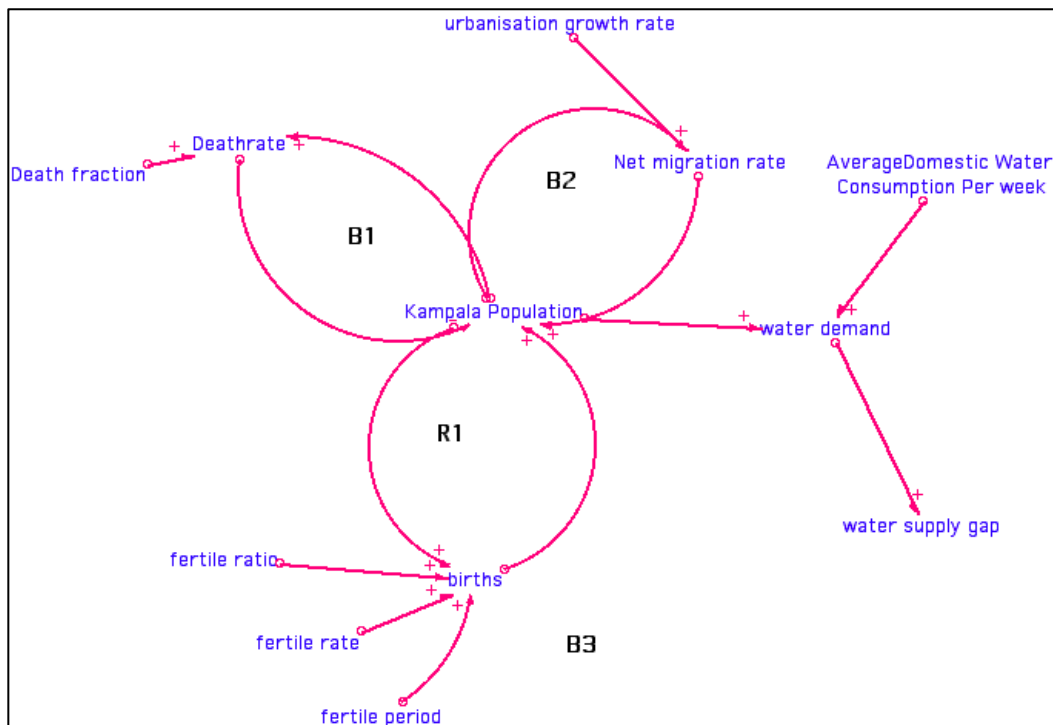 urbanisation growth rate
+
Deathrate
+
+
Death fraction
Net migration rate
AverageDomestic Water
Consumption Per week
B2
B1
Kampala Population
-
+
+
+
+
water demand
R1
+
water supply gap
+
fertile ratio
+
births
+
+
fertile rate
B3
fertile period